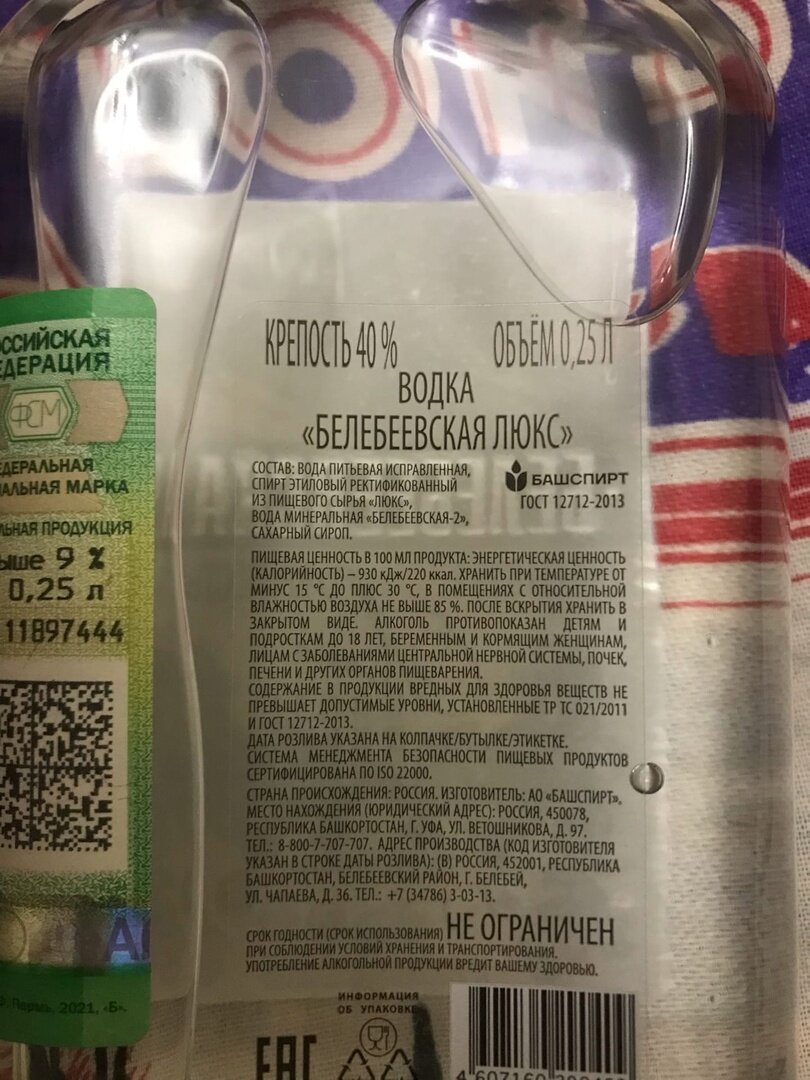 КРЕПОСТЬ 40 % ОБЪЁМ 0,25 Л
ВОДКА
«БЕЛЕБЕЕВСКАЯ ЛЮКС»
СОСТАВ: ВОДА ПИТЬЕВАЯ ИСПРАВЛЕННАЯ,
СПИРТ ЭТИЛОВЫЙ РЕКТИФИКОВАННЫЙ
ИЗ ПИЩЕВОГО СЫРЬЯ «ЛЮКС»,
ВОДА МИНЕРАЛЬНАЯ «БЕЛЕБЕЕВСКАЯ-2»,
САХАРНЫЙ СИРОП.
БАШСПИРТ
ГОСТ 12712-2013
ПИЩЕВАЯ ЦЕННОСТЬ В 100 МЛ ПРОДУКТА: ЭНЕРГЕТИЧЕСКАЯ ЦЕННОСТЬ
(КАЛОРИЙНОСТЬ) – 930 кДж/220 ккал. ХРАНИТЬ ПРИ ТЕМПЕРАТУРЕ ОТ
МИНУС 15 °С ДО ПЛЮС 30 °С, В ПОМЕЩЕНИЯХ С ОТНОСИТЕЛЬНОЙ
ВЛАЖНОСТЬЮ ВОЗДУХА НЕ ВЫШЕ 85 %. ПОСЛЕ ВСКРЫТИЯ ХРАНИТЬ В
ЗАКРЫТОМ ВИДЕ. АЛКОГОЛЬ ПРОТИВОПОКАЗАН ДЕТЯМ И
ПОДРОСТКАМ ДО 18 ЛЕТ, БЕРЕМЕННЫМ И КОРМЯЩИМ ЖЕНЩИНАМ,
ЛИЦАМ С ЗАБОЛЕВАНИЯМИ ЦЕНТРАЛЬНОЙ НЕРВНОЙ СИСТЕМЫ, ПОЧЕК,
ПЕЧЕНИ И ДРУГИХ ОРГАНОВ ПИЩЕВАРЕНИЯ.
СОДЕРЖАНИЕ В ПРОДУКЦИИ ВРЕДНЫХ ДЛЯ ЗДОРОВЬЯ ВЕЩЕСТВ НЕ
ПРЕВЫШАЕТ ДОПУСТИМЫЕ УРОВНИ, УСТАНОВЛЕННЫЕ ТР ТС 021/2011
И ГОСТ 12712-2013.
ДАТА РОЗЛИВА УКАЗАНА НА КОЛПАЧКЕ/БУТЫЛКЕ/ЭТИКЕТКЕ.
СИСТЕМА МЕНЕДЖМЕНТА БЕЗОПАСНОСТИ ПИЩЕВЫХ ПРОДУКТОВ
СЕРТИФИЦИРОВАНА ПО ISO 22000.
СТРАНА ПРОИСХОЖДЕНИЯ: РОССИЯ. ИЗГОТОВИТЕЛЬ: АО «БАШСПИРТ».
МЕСТО НАХОЖДЕНИЯ (ЮРИДИЧЕСКИЙ АДРЕС): РОССИЯ, 450078,
РЕСПУБЛИКА БАШКОРТОСТАН, Г. УФА, УЛ. ВЕТОШНИКОВА, Д. 97.
ТЕЛ.: 8-800-7-707-707. АДРЕС ПРОИЗВОДСТВА (КОД ИЗГОТОВИТЕЛЯ
УКАЗАН В СТРОКЕ ДАТЫ РОЗЛИВА): (В) РОССИЯ, 452001, РЕСПУБЛИКА
БАШКОРТОСТАН, БЕЛЕБЕЕВСКИЙ РАЙОН, Г. БЕЛЕБЕЙ,
УЛ. ЧАПАЕВА, Д. 36. ТЕЛ.: +7 (34786) 3-03-13.
СРОК ГОДНОСТИ (СРОК ИСПОЛЬЗОВАНИЯ) НЕ ОГРАНИЧЕН
ПРИ СОБЛЮДЕНИИ УСЛОВИЙ ХРАНЕНИЯ И ТРАНСПОРТИРОВАНИЯ.
УПОТРЕБЛЕНИЕ АЛКОГОЛЬНОЙ ПРОДУКЦИИ ВРЕДИТ ВАШЕМУ ЗДОРОВЬЮ.
ИНФОРМАЦИЯ
ОБ УПАКОВКЕ
EAC
4 607160
ССИЙСКАЯ
ЕДЕРАЦИЯ
ФСМ
ЕДЕРАЛЬНАЯ
АЛЬНАЯ МАРКА
ЛЬНАЯ ПРОДУКЦИЯ
ыше 9 %
0,25 л
11897444
Пермь, 2021, «Б».